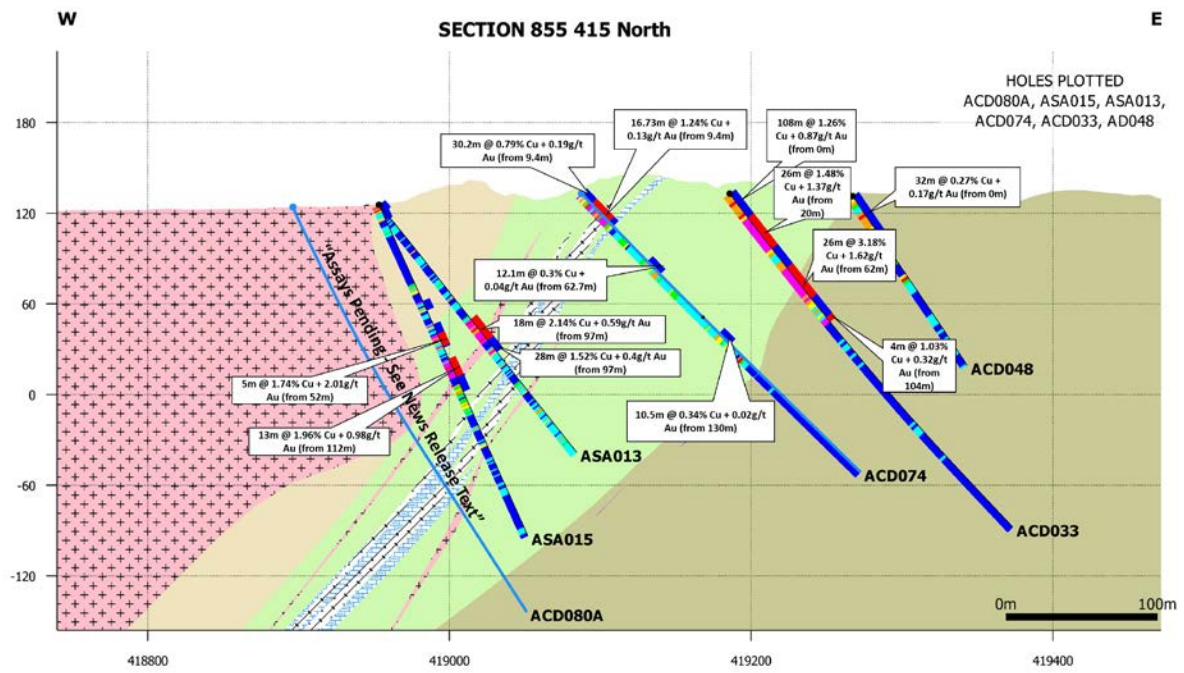 W
E
SECTION 855 415 North
HOLES PLOTTED
ACD080A, ASA015, ASA013,
ACD074, ACD033, AD048
180
120
60
0
-60
-120
30.2m @ 0.79% Cu + 0.19g/t
Au (from 9.4m)
16.73m @ 1.24% Cu +
0.13g/t Au (from 9.4m)
108m @ 1.26%
Cu + 0.87g/t Au
(from 0m)
26m @ 1.48%
Cu + 1.37g/t
Au (from
20m)
32m @ 0.27% Cu +
0.17g/t Au (from 0m)
26m @ 3.18%
Cu + 1.62g/t
Au (from 62m)
12.1m @ 0.3% Cu +
0.04g/t Au (from 62.7m)
18m @ 2.14% Cu + 0.59g/t Au
(from 97m)
28m @ 1.52% Cu + 0.4g/t Au
(from 97m)
4m @ 1.03%
Cu + 0.32g/t
Au (from
104m)
5m @ 1.74% Cu + 2.01g/t
Au (from 52m)
13m @ 1.96% Cu + 0.98g/t
Au (from 112m)
10.5m @ 0.34% Cu + 0.02g/t
Au (from 130m)
"Assays Pending - See News Release Text"
ACD048
ASA013
ACD074
ACD033
ASA015
ACD080A
0m
100m
418800
419000
419200
419400